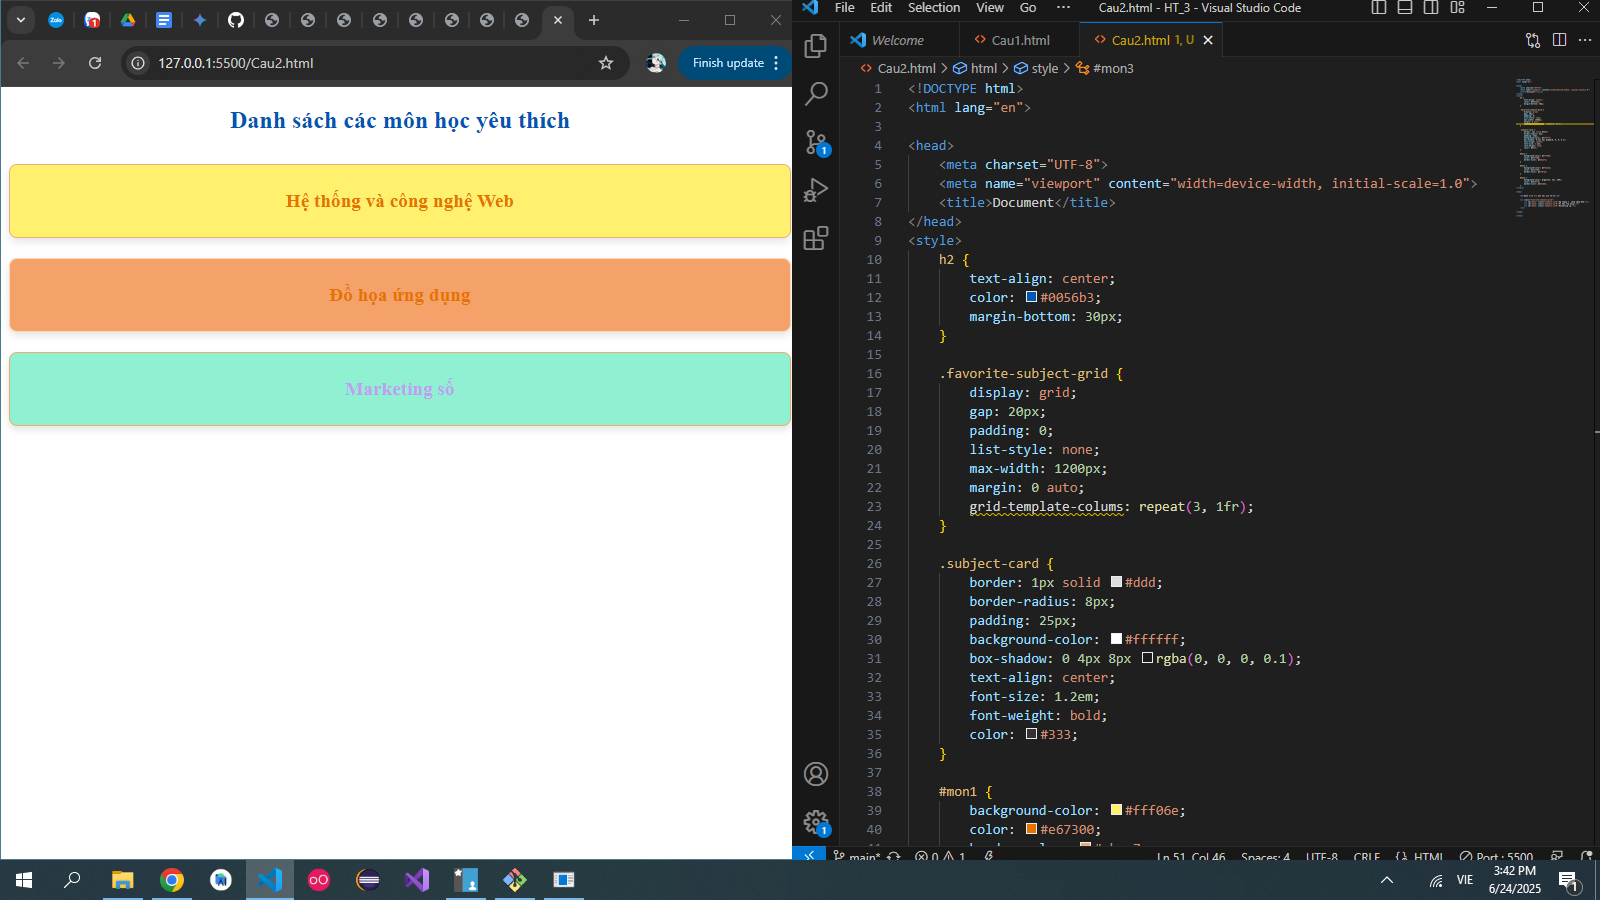 Zalo
1
127.0.0.1:5500/Cau2.html
Finish update
Danh sách các môn học yêu thích
Hệ thống và công nghệ Web
Đồ họa ứng dụng
Marketing số
File Edit Selection View Go ··· Cau2.html - HT_3 - Visual Studio Code
Welcome
Cau1.html
Cau2.html 1, U
Cau2.html > html > style > #mon3
1 <!DOCTYPE html>
2 <html lang="en">
3
4 <head>
5 <meta charset="UTF-8">
6 <meta name="viewport" content="width=device-width, initial-scale=1.0">
7 <title>Document</title>
8 </head>
9 <style>
10 h2 {
11 text-align: center;
12 color: #0056b3;
13 margin-bottom: 30px;
14 }
15
16 .favorite-subject-grid {
17 display: grid;
18 gap: 20px;
19 padding: 0;
20 list-style: none;
21 max-width: 1200px;
22 margin: 0 auto;
23 grid-template-colums: repeat(3, 1fr);
24 }
25
26 .subject-card {
27 border: 1px solid #ddd;
28 border-radius: 8px;
29 padding: 25px;
30 background-color: #ffffff;
31 box-shadow: 0 4px 8px rgba(0, 0, 0, 0.1);
32 text-align: center;
33 font-size: 1.2em;
34 font-weight: bold;
35 color: #333;
36 }
37
38 #mon1 {
39 background-color: #fff06e;
40 color: #e67300;
1
1
main* 0 1 Ln 51, Col 46 Spaces: 4 UTF-8 CRLF {} HTML Port : 5500
VIE
3:42 PM
6/24/2025
1